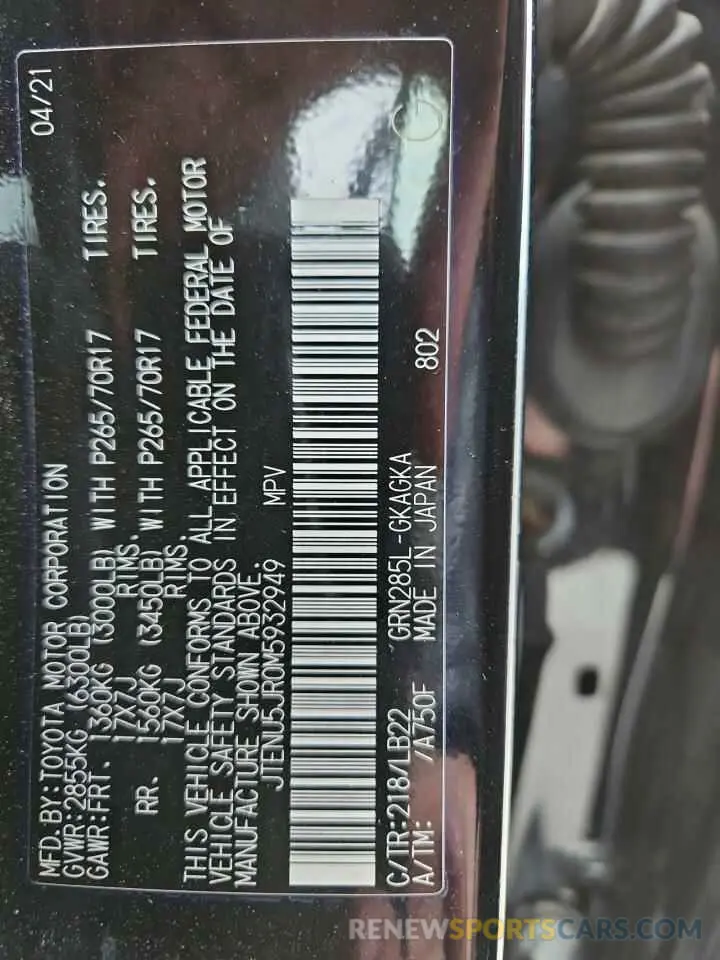 MFD.BY:TOYOTA MOTOR CORPORATION 04/21
GVWR:2855KG (6300LB)
GAWR:FRT. 1360KG (3000LB) WITH P265/70R17 TIRES.
17X7J RIMS.
RR. 1560KG (3450LB) WITH P265/70R17 TIRES.
17X7J RIMS
THIS VEHICLE CONFORMS TO ALL APPLICABLE FEDERAL MOTOR
VEHICLE SAFETY STANDARDS IN EFFECT ON THE DATE OF
MANUFACTURE SHOWN ABOVE.
JTENU5JR0M5932949 MPV
C/TR:218/LB22 GRN285L-GKAGKA
A/TM: /A750F MADE IN JAPAN 802
RENEWSPORTSCARS.COM